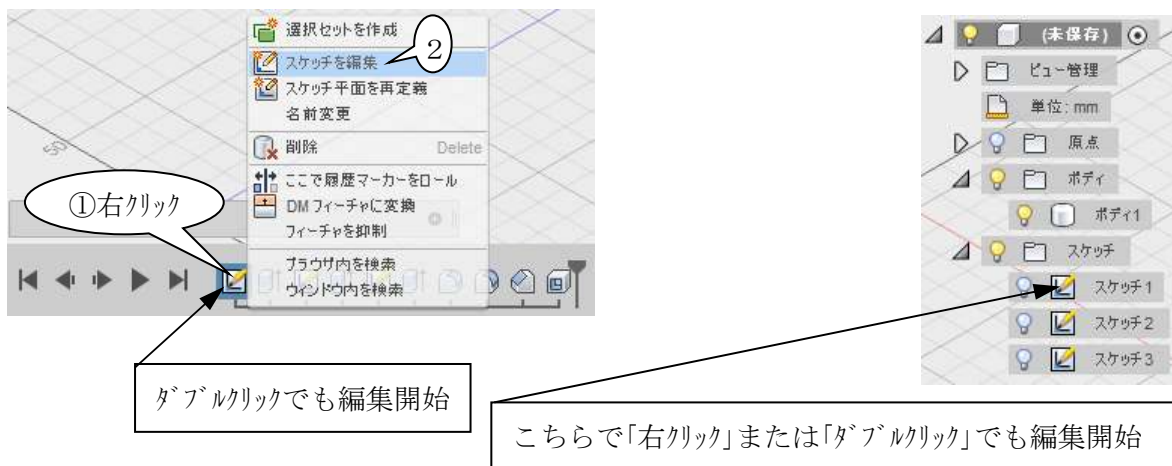 選択セットを作成
スケッチを編集
2
スケッチ平面を再定義
名前変更
削除 Delete
ここで履歴マーカーをロール
DM フィーチャに変換
フィーチャを抑制
ブラウザ内を検索
ウィンドウ内を検索
50
①右ｸﾘｯｸ
ﾀﾞﾌﾞﾙｸﾘｯｸでも編集開始
(未保存)
ビュー管理
単位: mm
原点
ボディ
ボディ1
スケッチ
スケッチ1
スケッチ2
スケッチ3
こちらで｢右ｸﾘｯｸ｣または｢ﾀﾞﾌﾞﾙｸﾘｯｸ｣でも編集開始